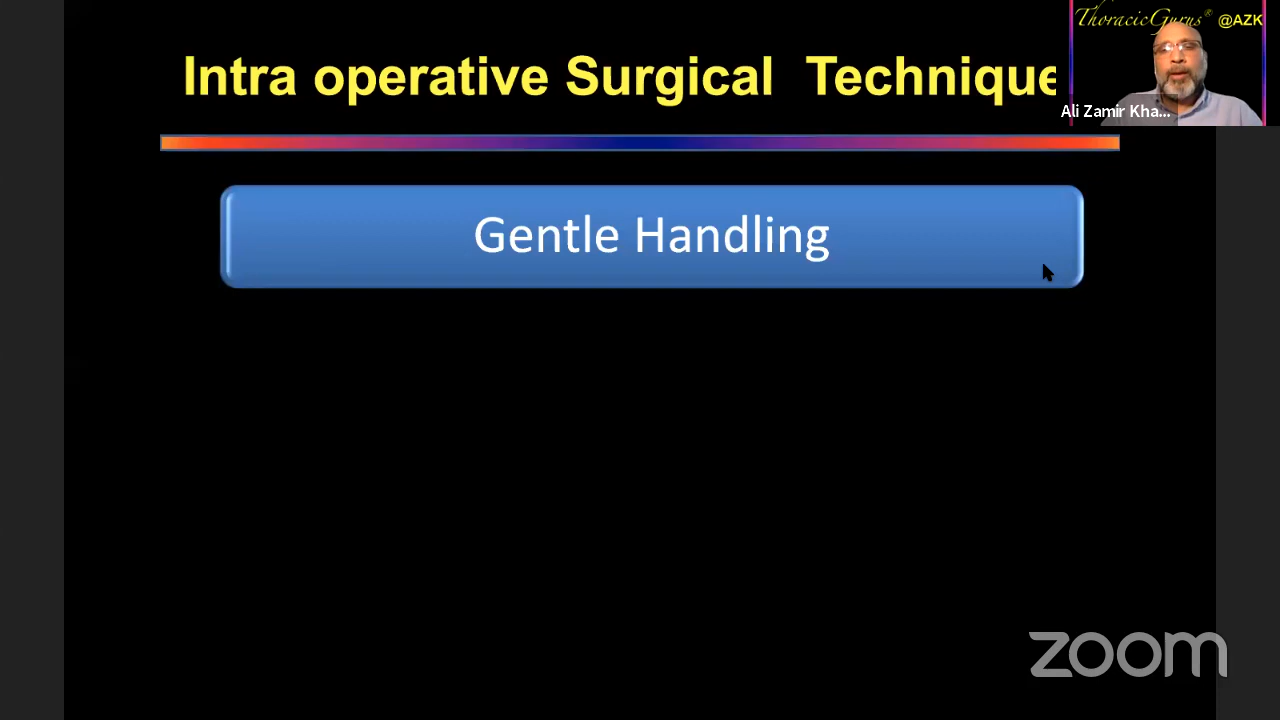 ThoracicGurus® @AZK
Intra operative Surgical Technique
Ali Zamir Kha...
Gentle Handling
zoom